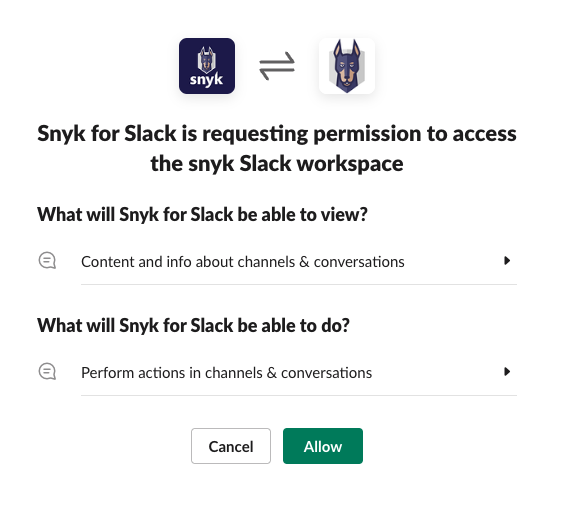 snyk
Snyk for Slack is requesting permission to access
the snyk Slack workspace
What will Snyk for Slack be able to view?
Content and info about channels & conversations
What will Snyk for Slack be able to do?
Perform actions in channels & conversations
Cancel
Allow